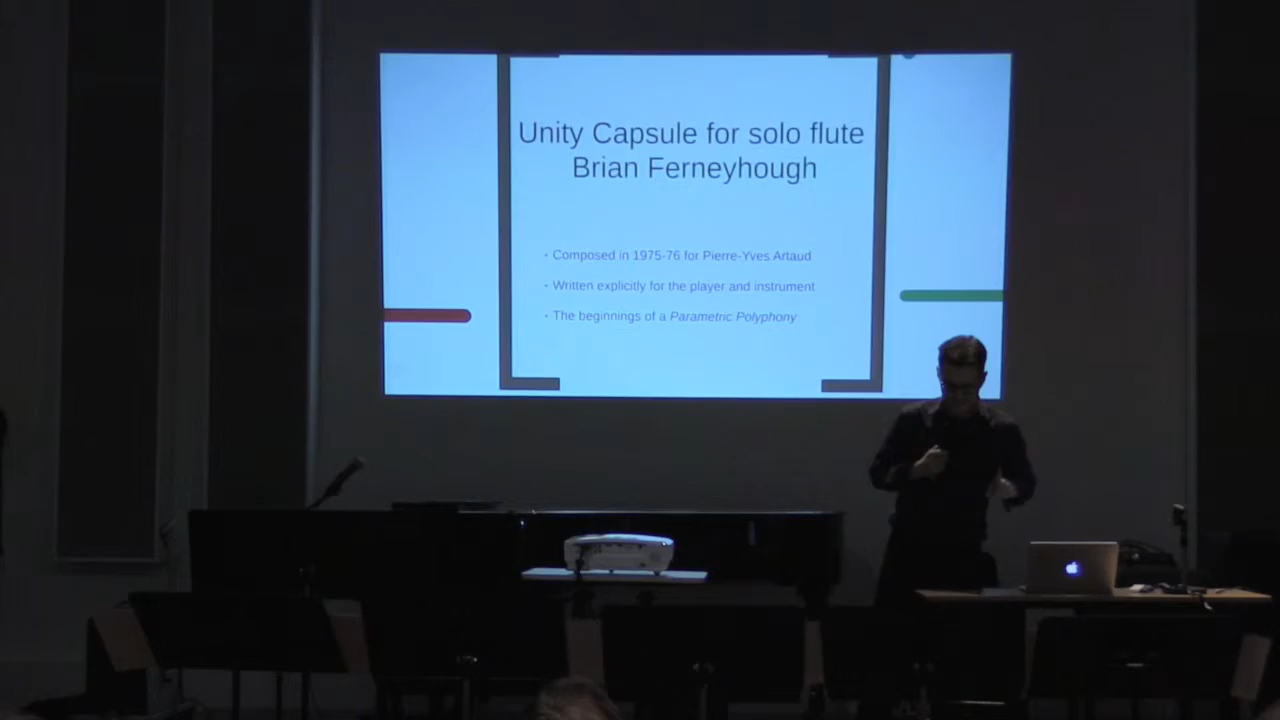 Unity Capsule for solo flute
Brian Ferneyhough
• Composed in 1975-76 for Pierre-Yves Artaud
• Written explicitly for the player and instrument
• The beginnings of a Parametric Polyphony